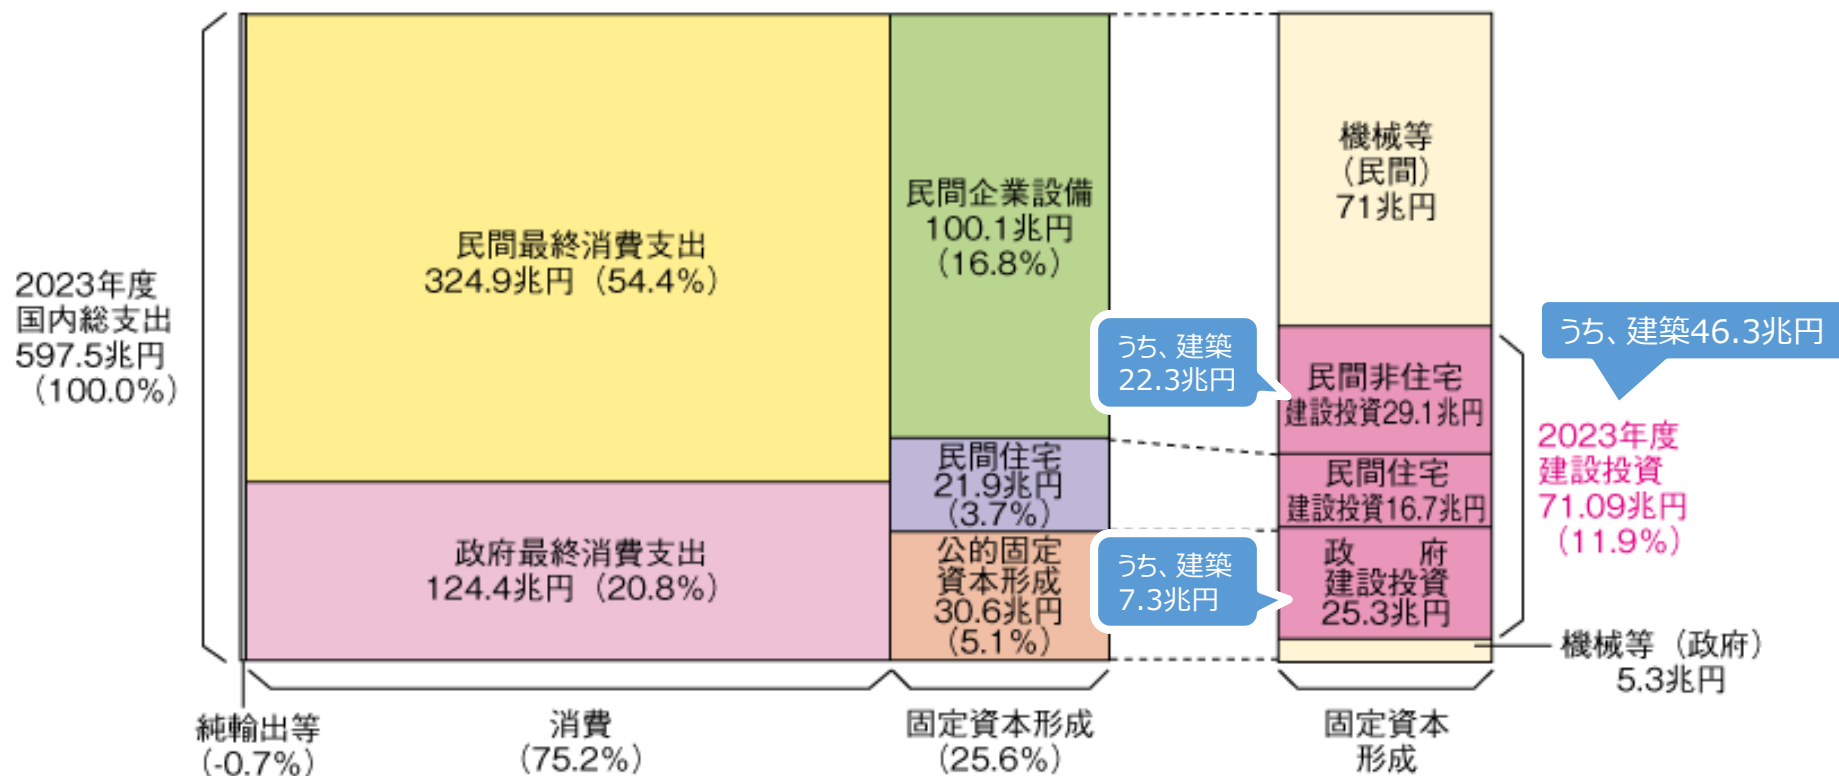 2023年度
国内総支出
597.5兆円
（100.0%）
民間最終消費支出
324.9兆円（54.4%）
政府最終消費支出
124.4兆円（20.8%）
民間企業設備
100.1兆円
（16.8%）
民間住宅
21.9兆円
（3.7%）
公的固定
資本形成
30.6兆円
（5.1%）
機械等
（民間）
71兆円
うち、建築
22.3兆円
民間非住宅
建設投資29.1兆円
民間住宅
建設投資16.7兆円
うち、建築
7.3兆円
政　　府
建設投資
25.3兆円
うち、建築46.3兆円
2023年度
建設投資
71.09兆円
（11.9%）
機械等（政府）
5.3兆円
純輸出等
（-0.7%）
消費
（75.2%）
固定資本形成
（25.6%）
固定資本
形成